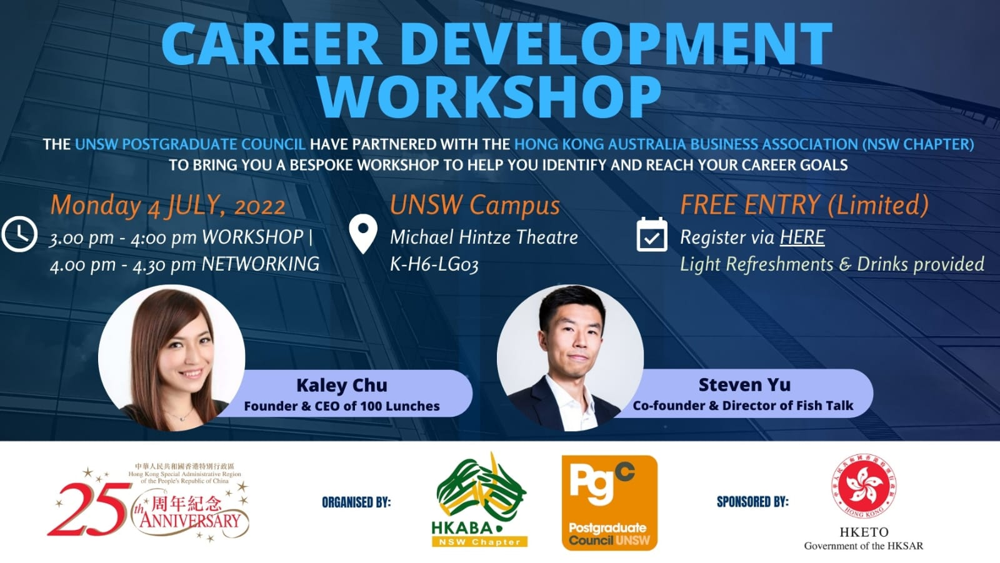 CAREER DEVELOPMENT
WORKSHOP
THE UNSW POSTGRADUATE COUNCIL HAVE PARTNERED WITH THE HONG KONG AUSTRALIA BUSINESS ASSOCIATION (NSW CHAPTER)
TO BRING YOU A BESPOKE WORKSHOP TO HELP YOU IDENTIFY AND REACH YOUR CAREER GOALS
Monday 4 JULY, 2022
3.00 pm - 4:00 pm WORKSHOP |
4.00 pm - 4.30 pm NETWORKING
UNSW Campus
Michael Hintze Theatre
K-H6-LG03
FREE ENTRY (Limited)
Register via HERE
Light Refreshments & Drinks provided
Kaley Chu
Founder & CEO of 100 Lunches
Steven Yu
Co-founder & Director of Fish Talk
中華人民共和國香港特別行政區
Hong Kong Special Administrative Region
of the People's Republic of China
25th 周年紀念
ANNIVERSARY
ORGANISED BY:
HKABA
NSW Chapter
PgC
Postgraduate
Council UNSW
SPONSORED BY:
中華人民共和國香港特別行政區
HONG KONG
HKETO
Government of the HKSAR